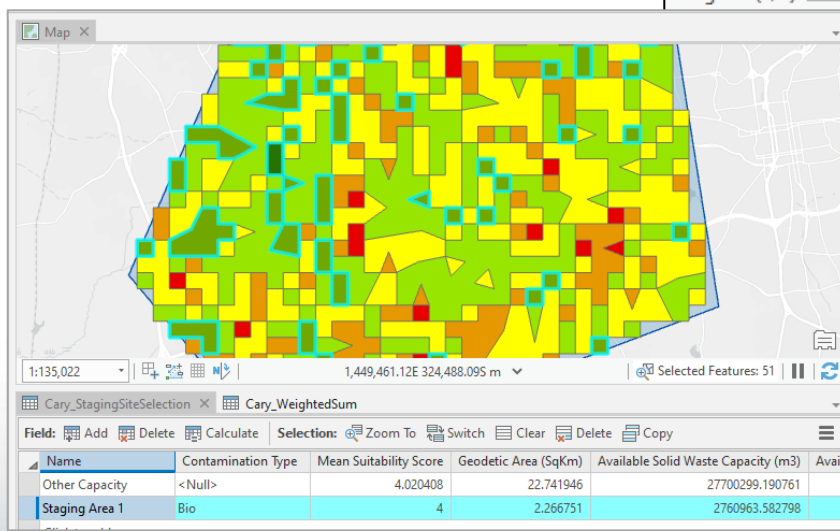 Map
1:135,022
1,449,461.12E 324,488.09S m
Selected Features: 51
Cary_StagingSiteSelection
Cary_WeightedSum
Field: Add Delete Calculate Selection: Zoom To Switch Clear Delete Copy
Name Contamination Type Mean Suitability Score Geodetic Area (SqKm) Available Solid Waste Capacity (m3) Avai
Other Capacity <Null> 4.020408 22.741946 27700299.190761
Staging Area 1 Bio 4 2.266751 2760963.582798